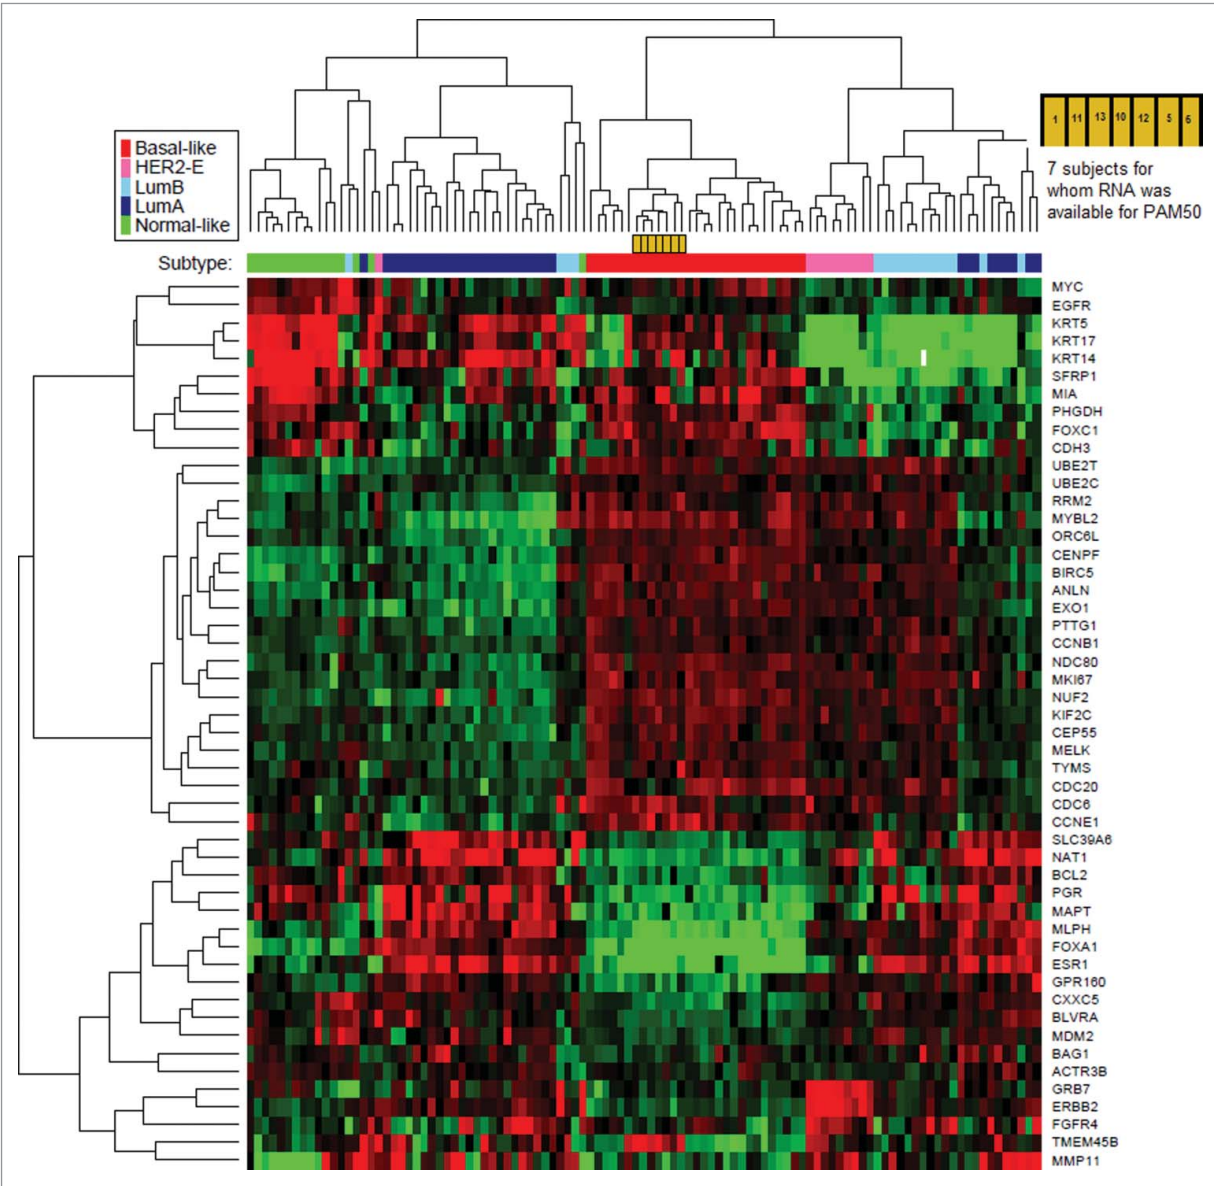 Basal-like
HER2-E
LumB
LumA
Normal-like
1 11 13 10 12 5 6
7 subjects for
whom RNA was
available for PAM50
Subtype:
MYC
EGFR
KRT5
KRT17
KRT14
SFRP1
MIA
PHGDH
FOXC1
CDH3
UBE2T
UBE2C
RRM2
MYBL2
ORC6L
CENPF
BIRC5
ANLN
EXO1
PTTG1
CCNB1
NDC80
MKI67
NUF2
KIF2C
CEP55
MELK
TYMS
CDC20
CDC6
CCNE1
SLC39A6
NAT1
BCL2
PGR
MAPT
MLPH
FOXA1
ESR1
GPR160
CXXC5
BLVRA
MDM2
BAG1
ACTR3B
GRB7
ERBB2
FGFR4
TMEM45B
MMP11